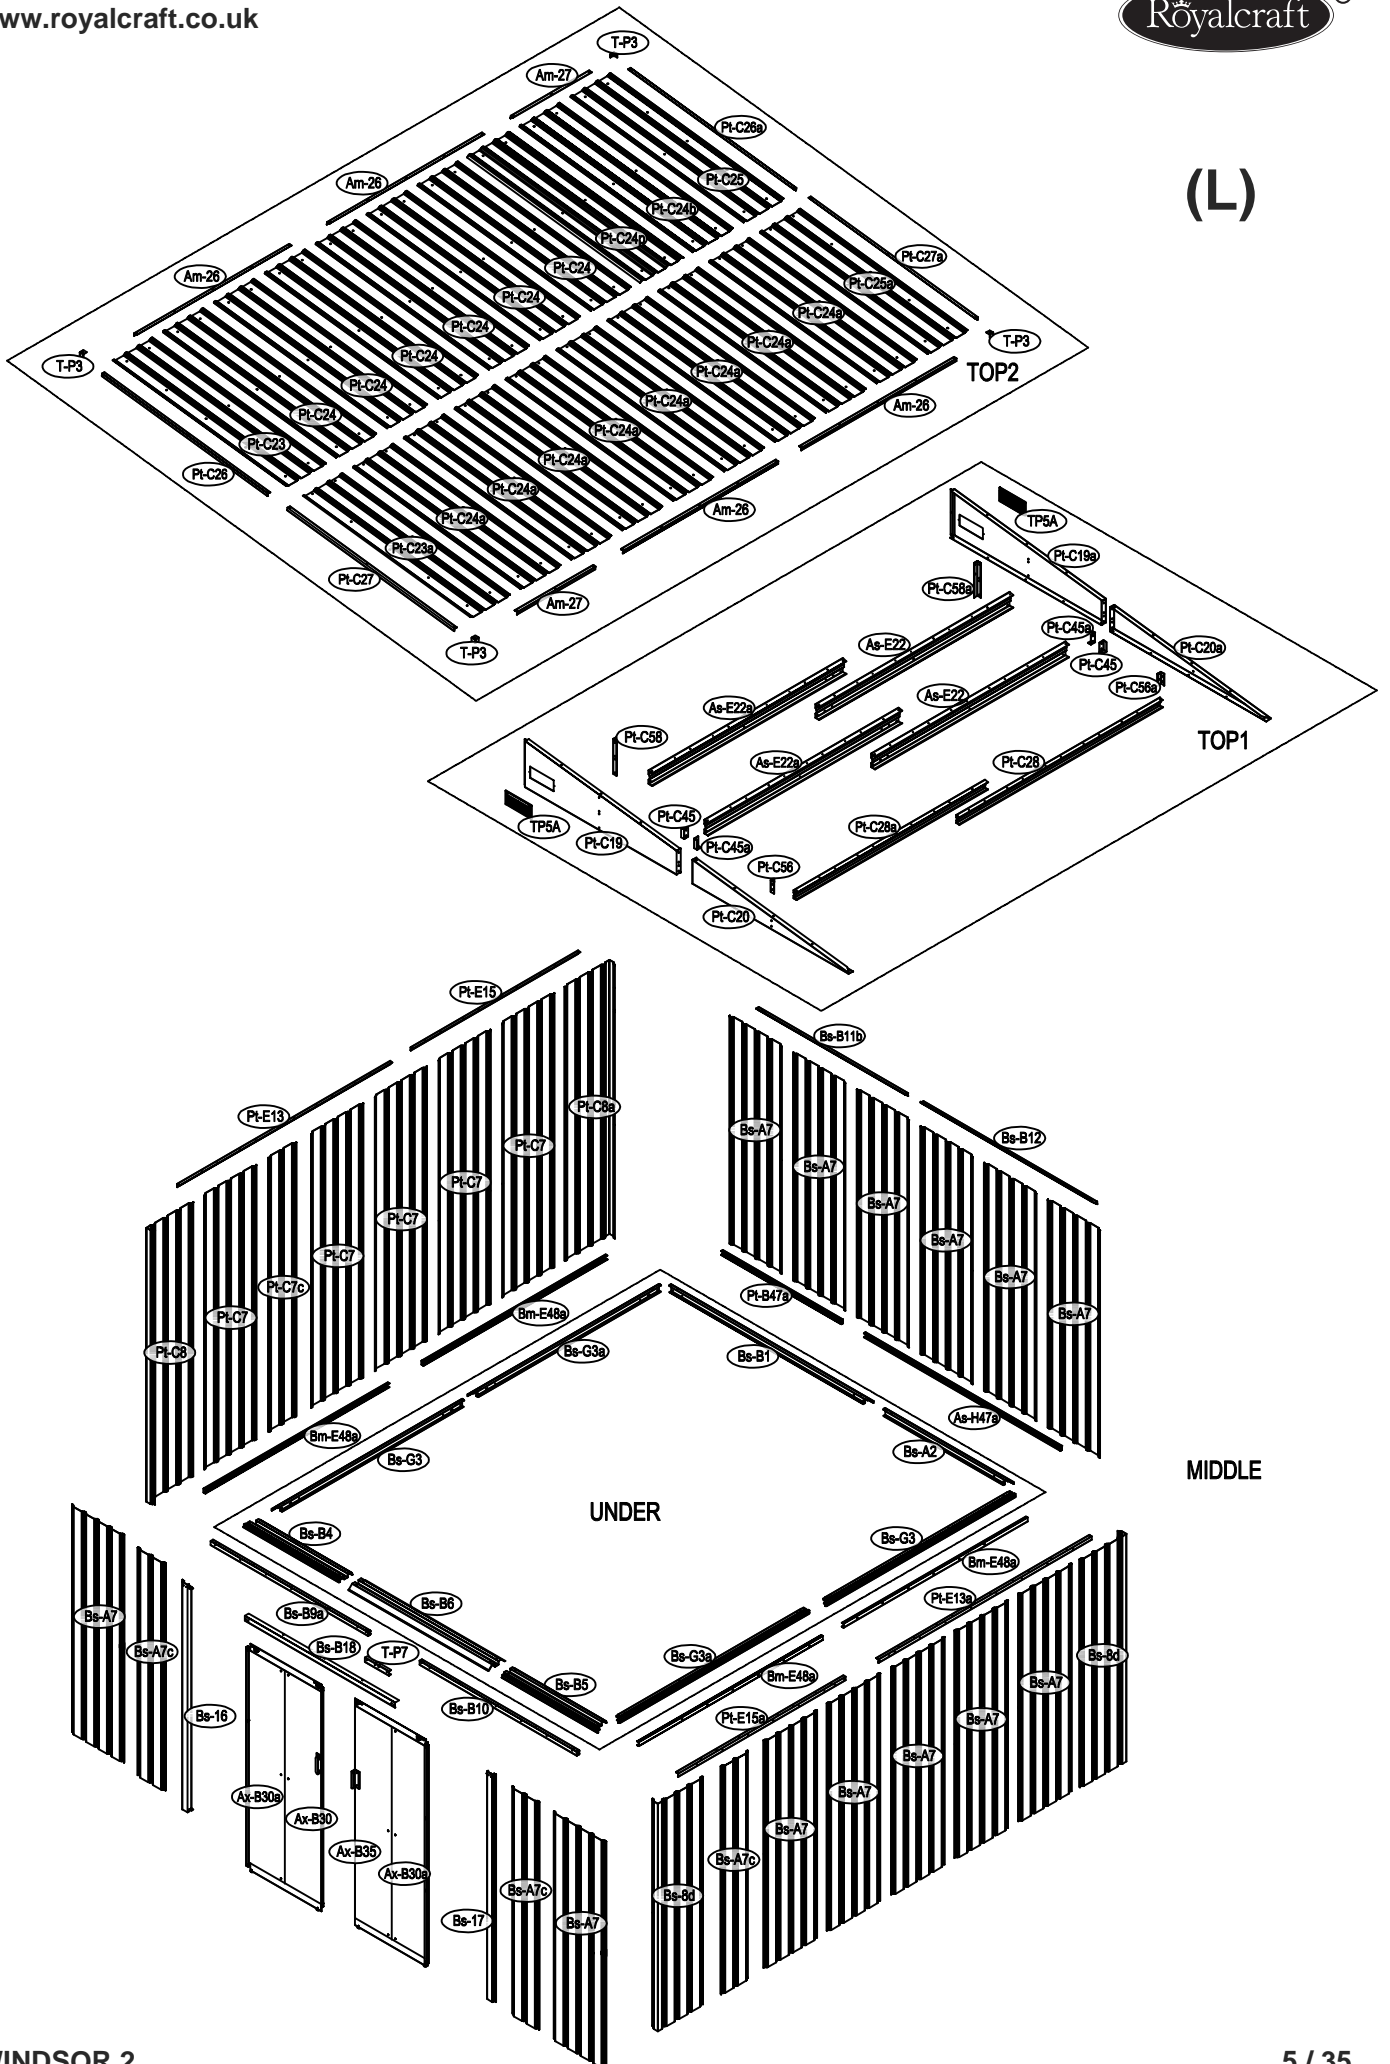 ww.royalcraft.co.uk
Royalcraft
(L)
T-P3
Am-27
Pt-C26a
Am-26
Pt-C25
Pt-C24b
Pt-C24p
Pt-C27a
Am-26
Pt-C24
Pt-C25a
Pt-C24
Pt-C24a
Pt-C24
Pt-C24a
T-P3
T-P3
Pt-C24
Pt-C24a
TOP2
Pt-C24
Pt-C24a
Am-26
Pt-C24
Pt-C24a
Pt-C23
Pt-C24a
Pt-C26
Pt-C24a
Am-26
Pt-C24a
Pt-C23a
Pt-C27
Am-27
T-P3
TP5A
Pt-C19a
Pt-C58a
Pt-C45a
As-E22
Pt-C20a
Pt-C45
Pt-C56a
As-E22
As-E22a
Pt-C58
TOP1
As-E22a
Pt-C28
Pt-C45
TP5A
Pt-C19
Pt-C28a
Pt-C45a
Pt-C56
Pt-C20
Pt-E15
Bs-B11b
Pt-C8a
Pt-E13
Bs-A7
Bs-B12
Pt-C7
Bs-A7
Pt-C7
Bs-A7
Pt-C7
Bs-A7
Pt-C7
Bs-A7
Pt-C7c
Pt-B47a
Bs-A7
Pt-C7
Bm-E48a
Pt-C8
Bs-G3a
Bs-B1
As-H47a
Bm-E48a
Bs-A2
Bs-G3
MIDDLE
UNDER
Bs-B4
Bs-G3
Bm-E48a
Bs-B6
Pt-E13a
Bs-A7
Bs-B9a
Bs-B18
T-P7
Bs-A7c
Bs-G3a
Bs-8d
Bm-E48a
Bs-B5
Bs-A7
Bs-B10
Bs-16
Pt-E15a
Bs-A7
Bs-A7
Ax-B30a
Bs-A7
Ax-B30
Bs-A7
Ax-B35
Bs-A7c
Ax-B30a
Bs-A7c
Bs-8d
Bs-17
Bs-A7
WINDSOR 2
5 / 35